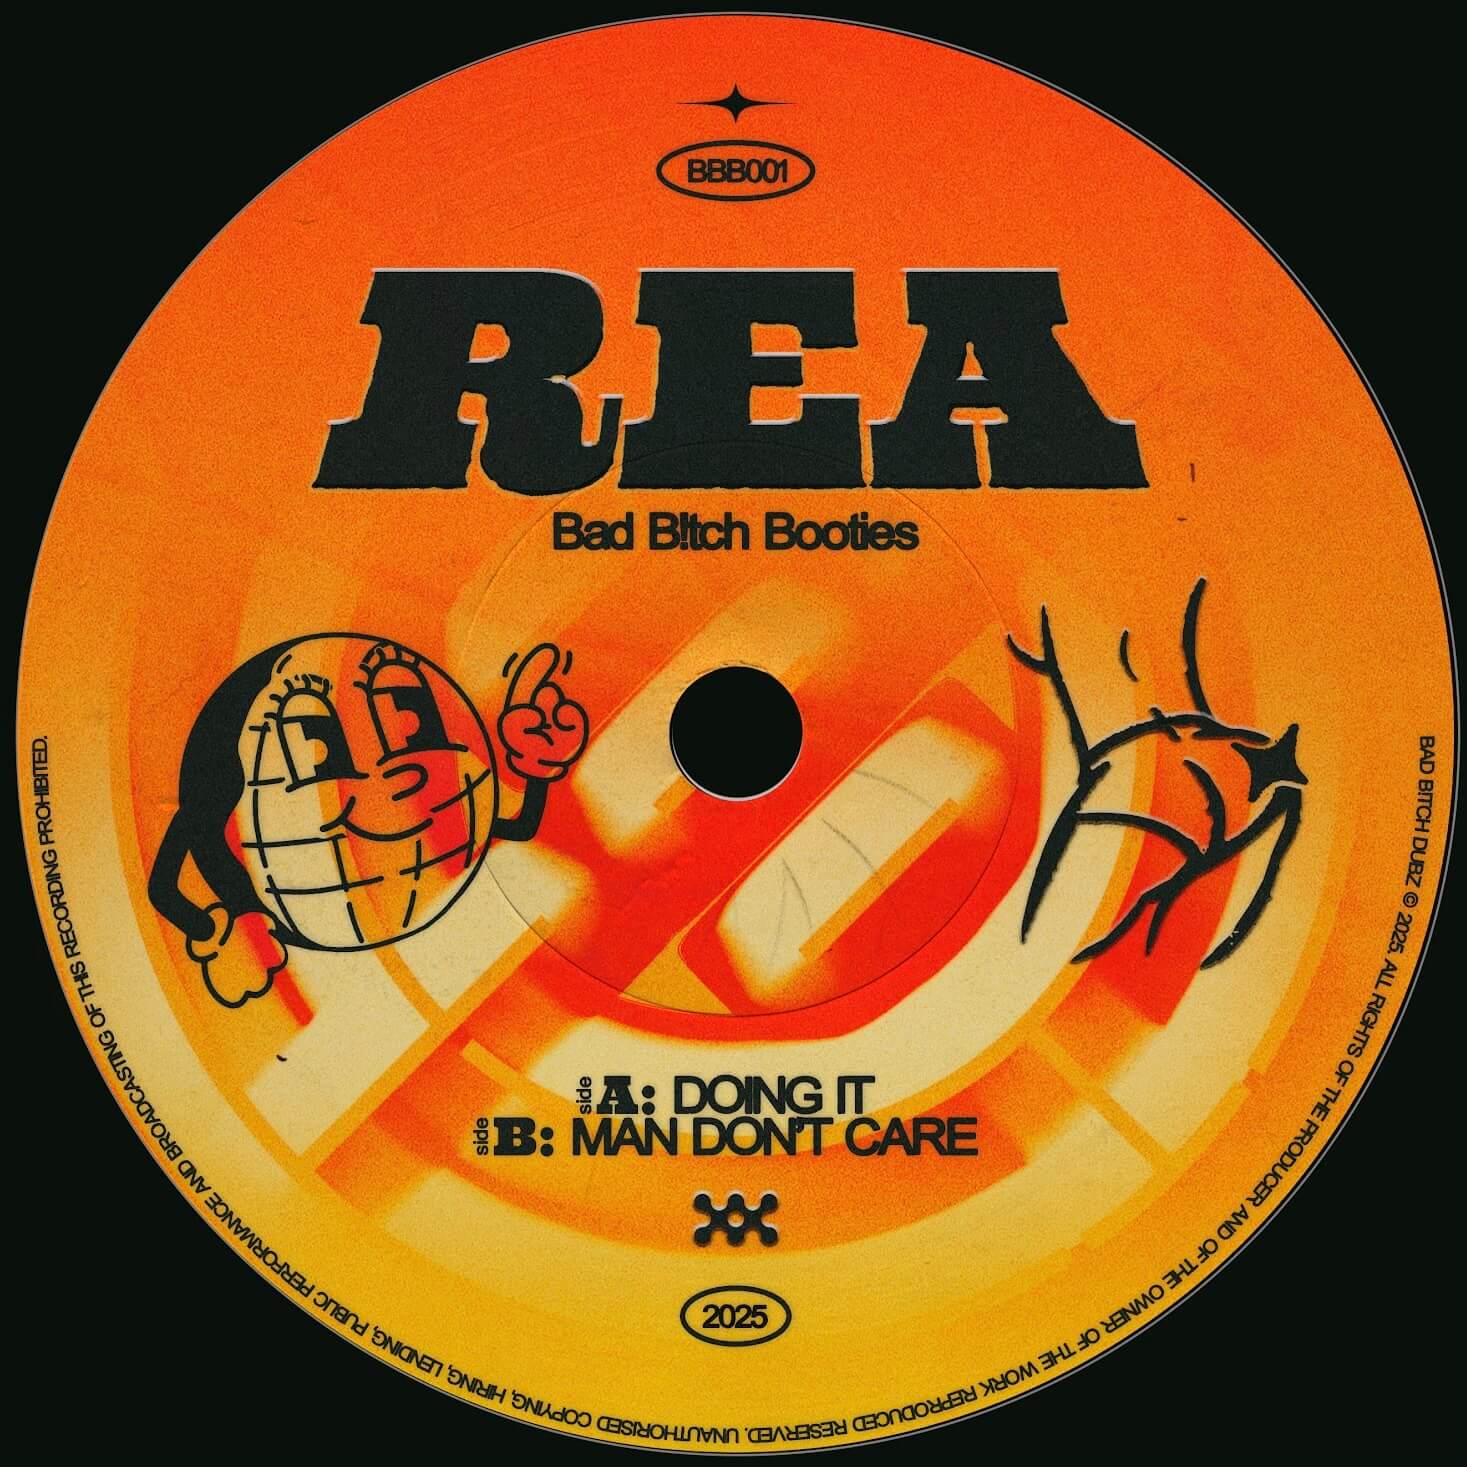 BBB001
REA
Bad B!tch Booties
side A: DOING IT
side B: MAN DON'T CARE
2025
BAD B!TCH DUBZ © 2025. ALL RIGHTS OF THE PRODUCER AND OF THE OWNER OF THE WORK REPRODUCED RESERVED. UNAUTHORISED COPYING, HIRING, LENDING, PUBLIC PERFORMANCE AND BROADCASTING OF THIS RECORDING PROHIBITED.